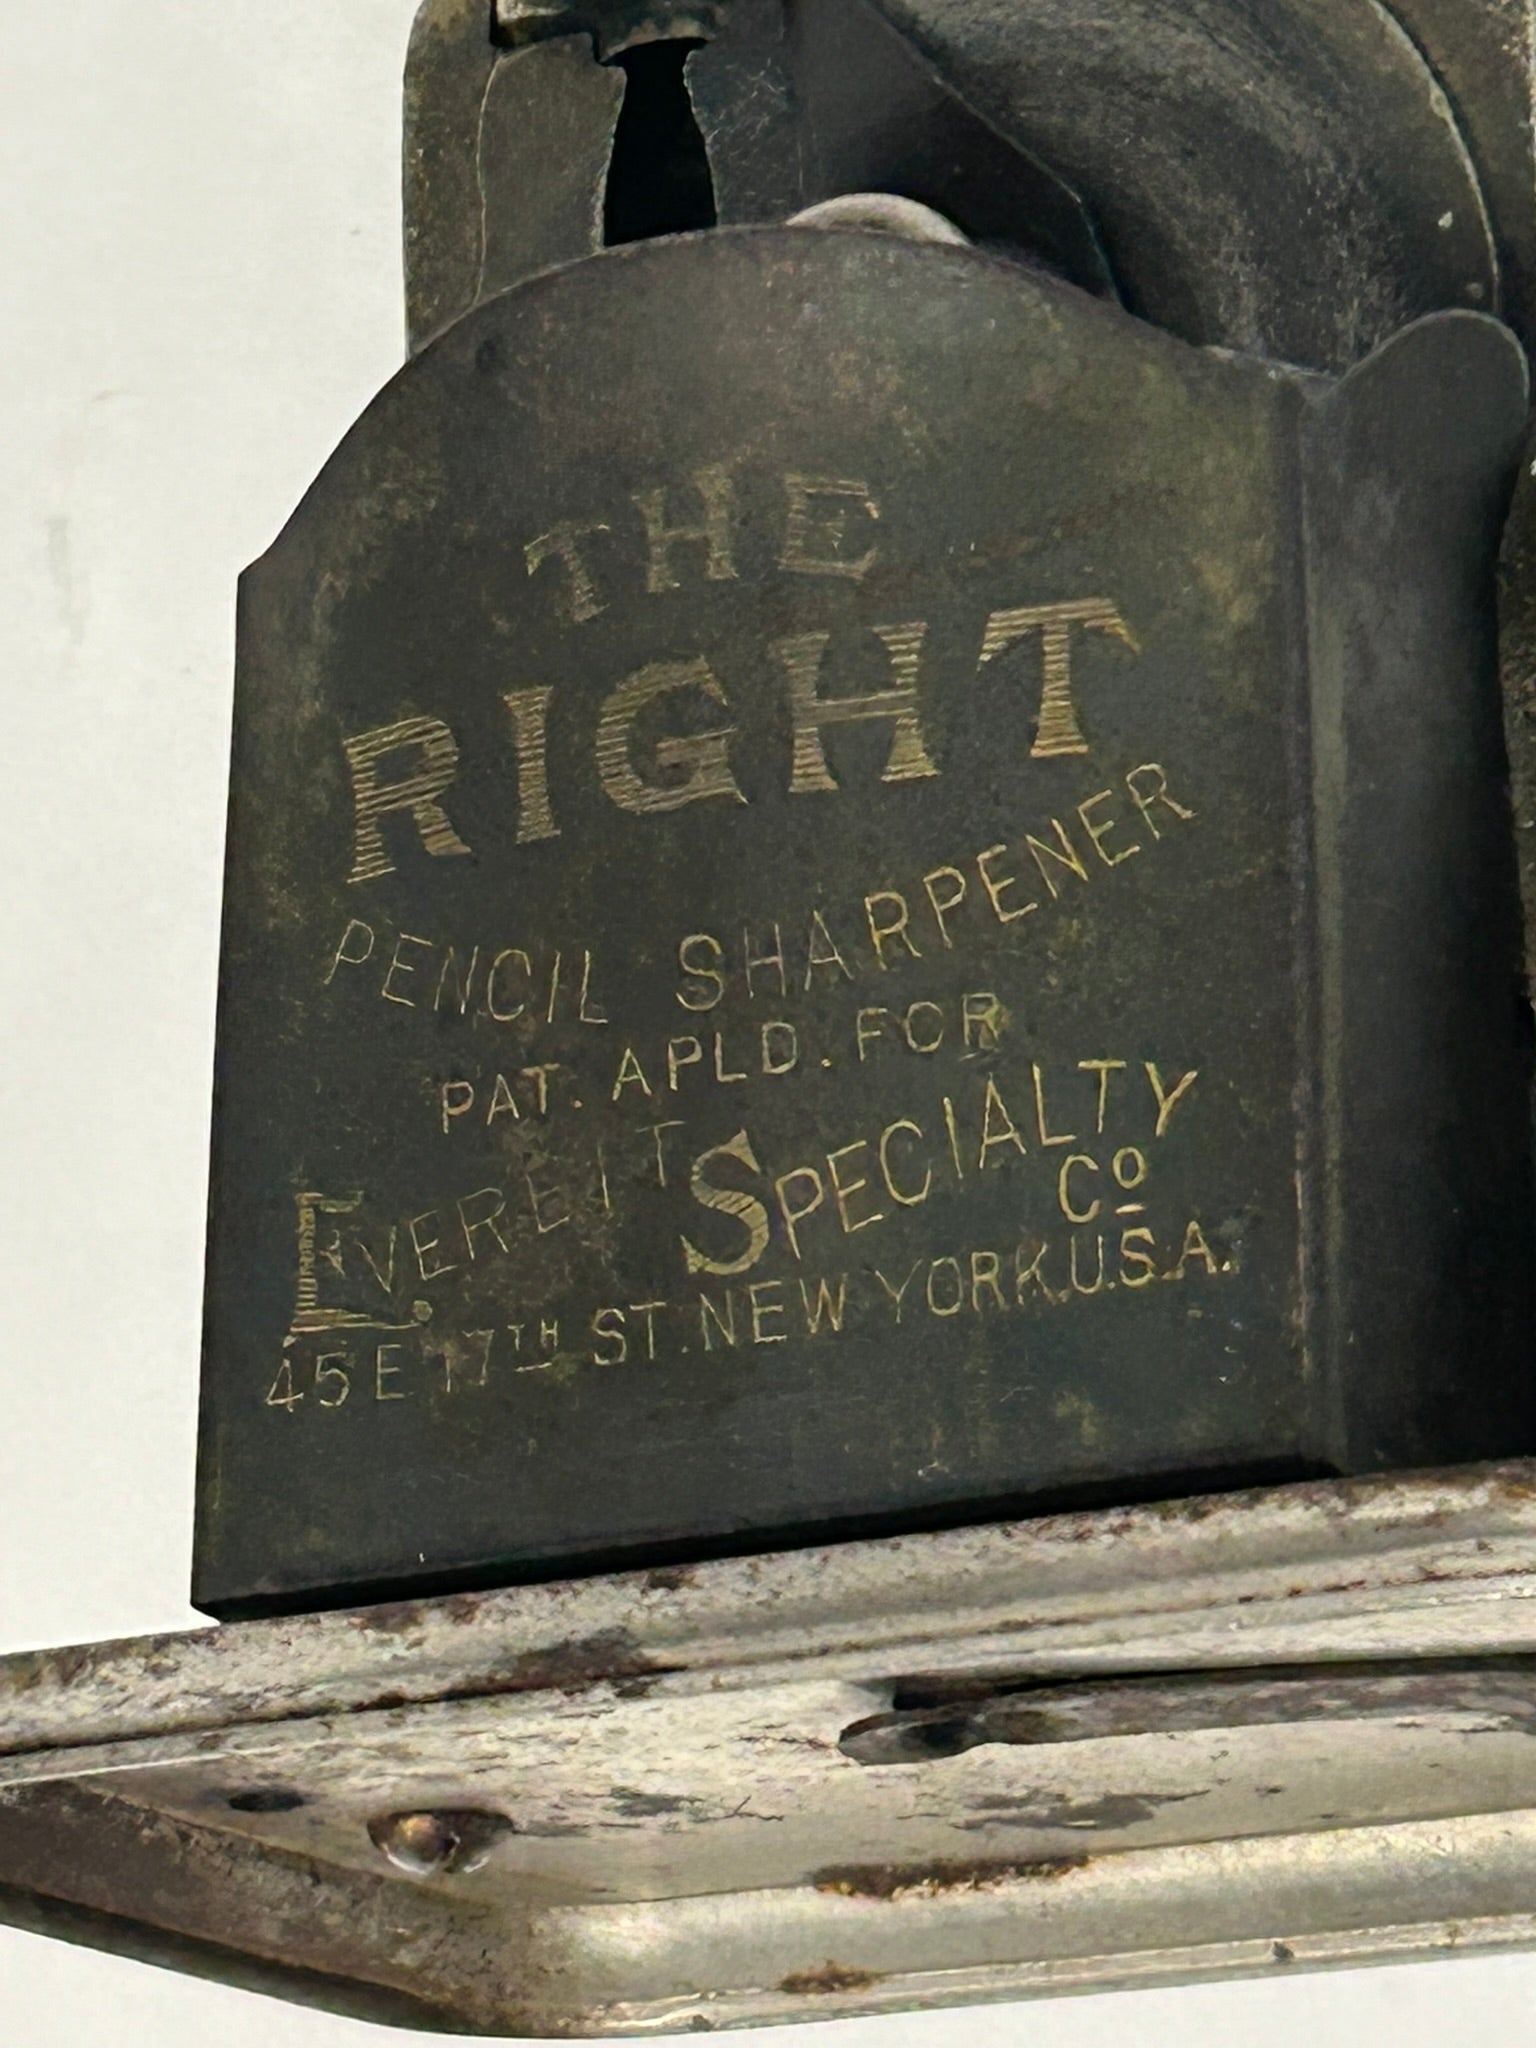 THE
RIGHT
PENCIL SHARPENER
PAT. APLD. FOR
EVERETT SPECIALTY
Co
45 E 17TH ST. NEW YORK. U.S.A.